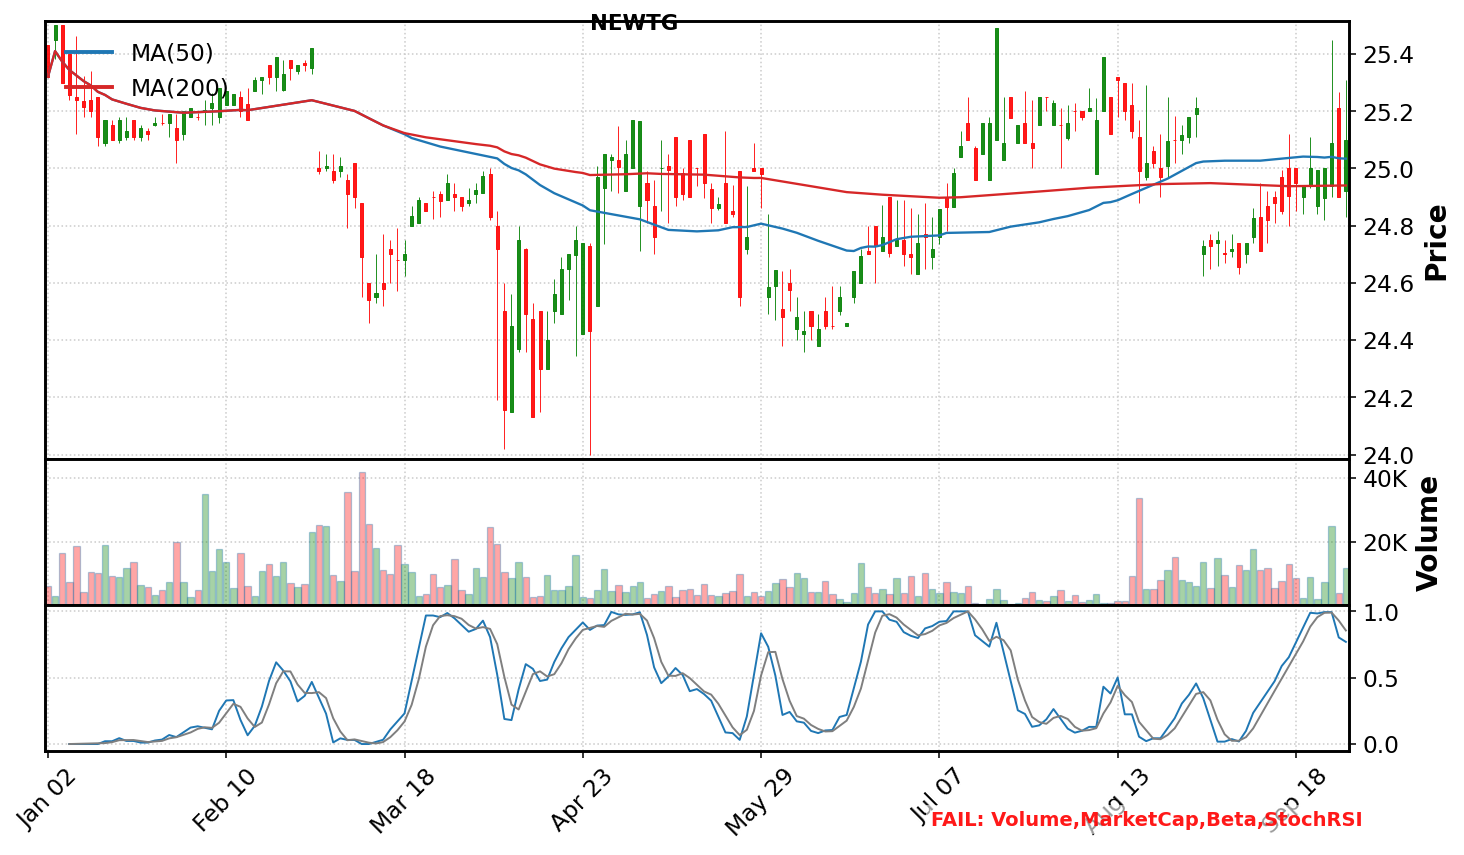 NEWTG
MA(50)
MA(200)
25.4
25.2
25.0
24.8
24.6
24.4
24.2
24.0
Price
40K
20K
Volume
1.0
0.5
0.0
Jan 02
Feb 10
Mar 18
Apr 23
May 29
Jul 07
Aug 13
Sep 18
FAIL: Volume,MarketCap,Beta,StochRSI